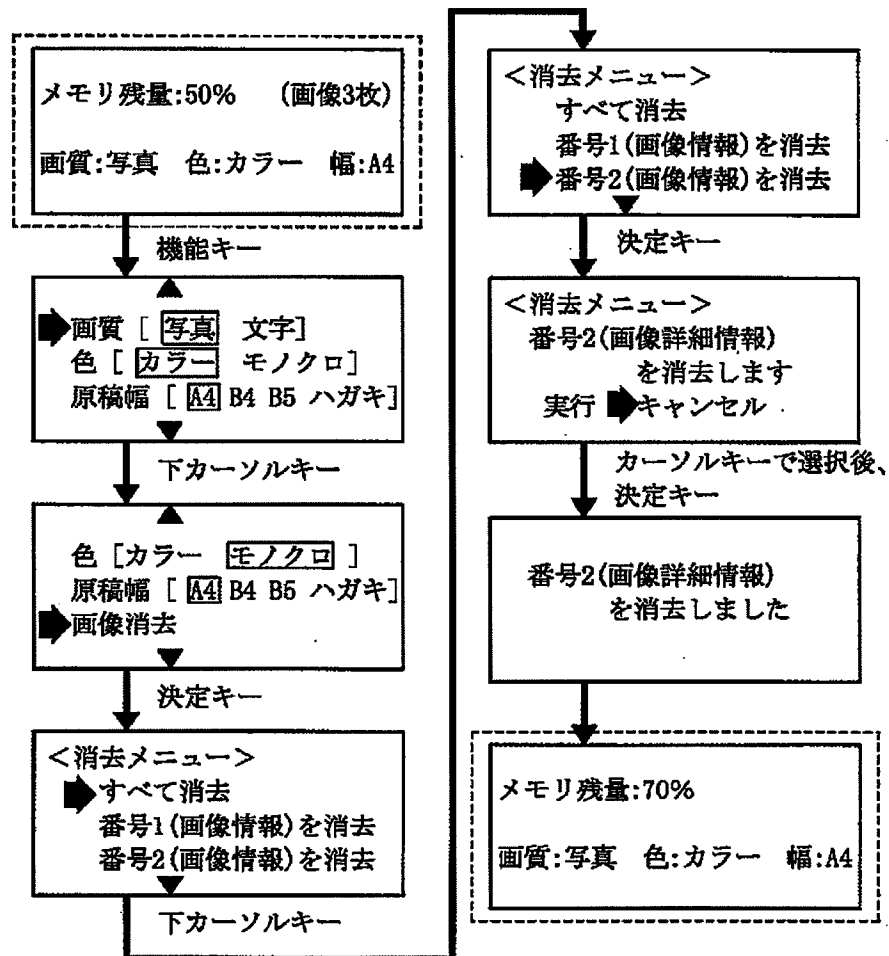 メモリ残量:50% (画像3枚)
画質:写真 色:カラー 幅:A4
機能キー
画質 [ 写真 文字]
色 [ カラー モノクロ]
原稿幅 [ A4 B4 B5 ハガキ]
下カーソルキー
色 [カラー モノクロ ]
原稿幅 [ A4 B4 B5 ハガキ]
画像消去
決定キー
<消去メニュー>
すべて消去
番号1(画像情報)を消去
番号2(画像情報)を消去
下カーソルキー
<消去メニュー>
すべて消去
番号1(画像情報)を消去
番号2(画像情報)を消去
決定キー
<消去メニュー>
番号2(画像詳細情報)
を消去します
実行 キャンセル
カーソルキーで選択後、
決定キー
番号2(画像詳細情報)
を消去しました
メモリ残量:70%
画質:写真 色:カラー 幅:A4